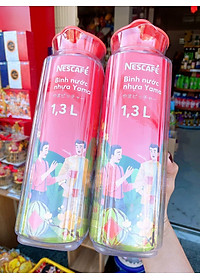 NESCAFÉ
Bình nước
nhựa Yama
1,3 L
NESCAFÉ
Bình nước
nhựa Yama
1,3 L